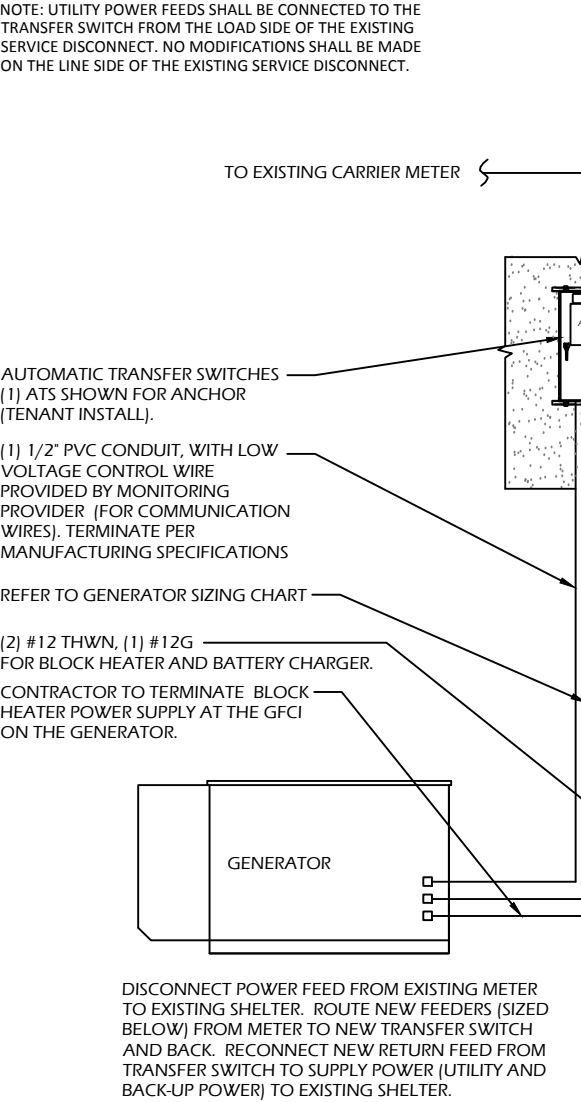 NOTE: UTILITY POWER FEEDS SHALL BE CONNECTED TO THE
TRANSFER SWITCH FROM THE LOAD SIDE OF THE EXISTING
SERVICE DISCONNECT. NO MODIFICATIONS SHALL BE MADE
ON THE LINE SIDE OF THE EXISTING SERVICE DISCONNECT.
TO EXISTING CARRIER METER
AUTOMATIC TRANSFER SWITCHES
(1) ATS SHOWN FOR ANCHOR
(TENANT INSTALL).
(1) 1/2" PVC CONDUIT, WITH LOW
VOLTAGE CONTROL WIRE
PROVIDED BY MONITORING
PROVIDER (FOR COMMUNICATION
WIRES). TERMINATE PER
MANUFACTURING SPECIFICATIONS
REFER TO GENERATOR SIZING CHART
(2) #12 THWN, (1) #12G
FOR BLOCK HEATER AND BATTERY CHARGER.
CONTRACTOR TO TERMINATE BLOCK
HEATER POWER SUPPLY AT THE GFCI
ON THE GENERATOR.
GENERATOR
DISCONNECT POWER FEED FROM EXISTING METER
TO EXISTING SHELTER. ROUTE NEW FEEDERS (SIZED
BELOW) FROM METER TO NEW TRANSFER SWITCH
AND BACK. RECONNECT NEW RETURN FEED FROM
TRANSFER SWITCH TO SUPPLY POWER (UTILITY AND
BACK-UP POWER) TO EXISTING SHELTER.